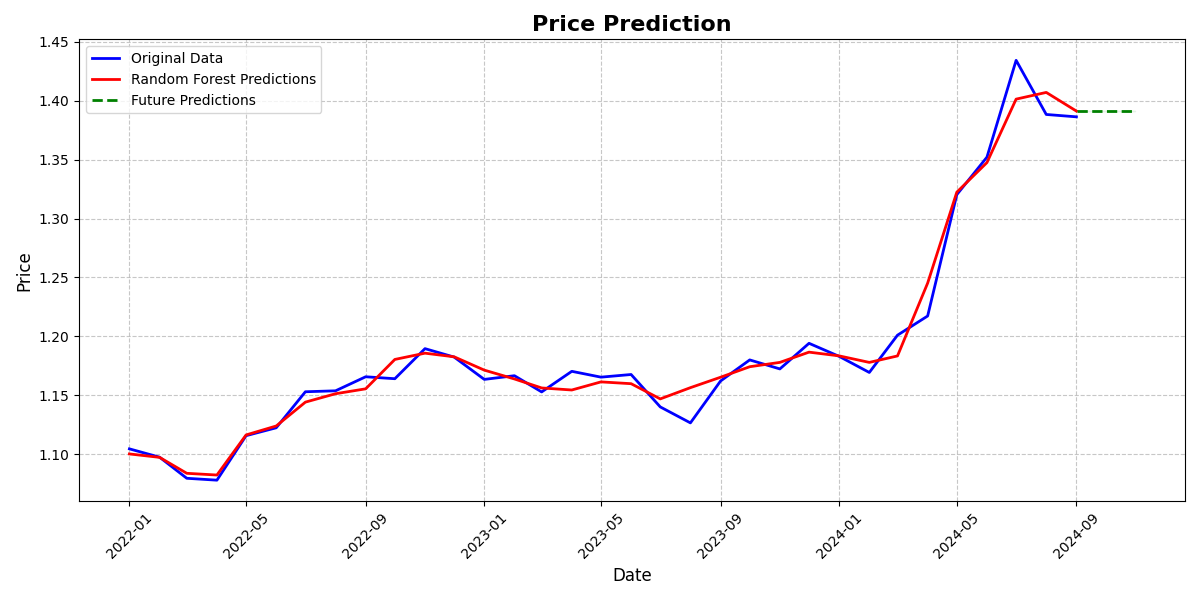 Price Prediction
Original Data
Random Forest Predictions
Future Predictions
Price
1.45
1.40
1.35
1.30
1.25
1.20
1.15
1.10
2022-01
2022-05
2022-09
2023-01
2023-05
2023-09
2024-01
2024-05
2024-09
Date